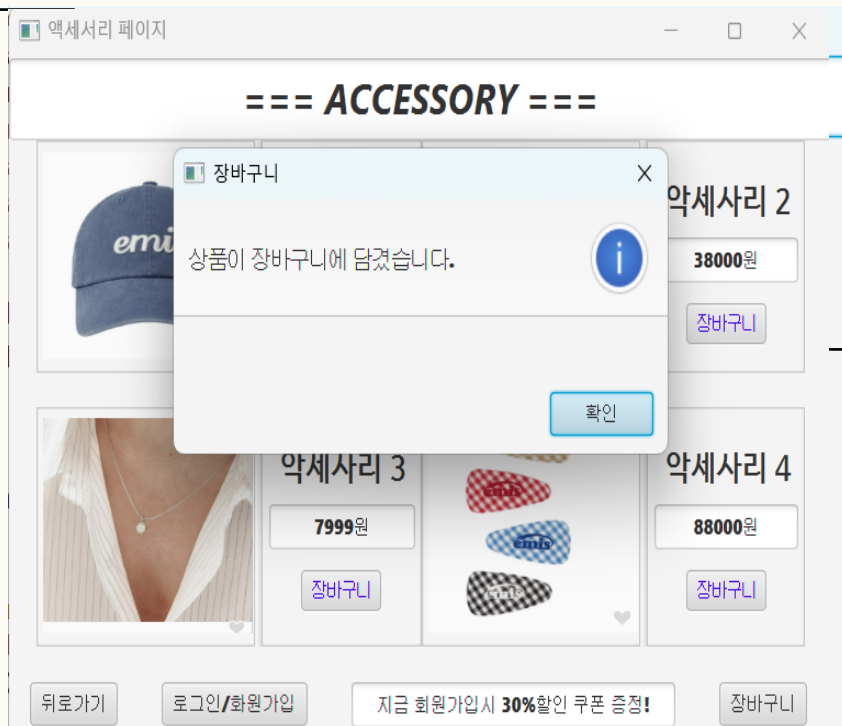 액세서리 페이지
=== ACCESSORY ===
장바구니
상품이 장바구니에 담겼습니다.
확인
악세사리 2
38000원
장바구니
악세사리 3
7999원
장바구니
emis
emis
악세사리 4
88000원
장바구니
뒤로가기
로그인/화원가입
지금 회원가입시 30%할인 쿠폰 증정!
장바구니